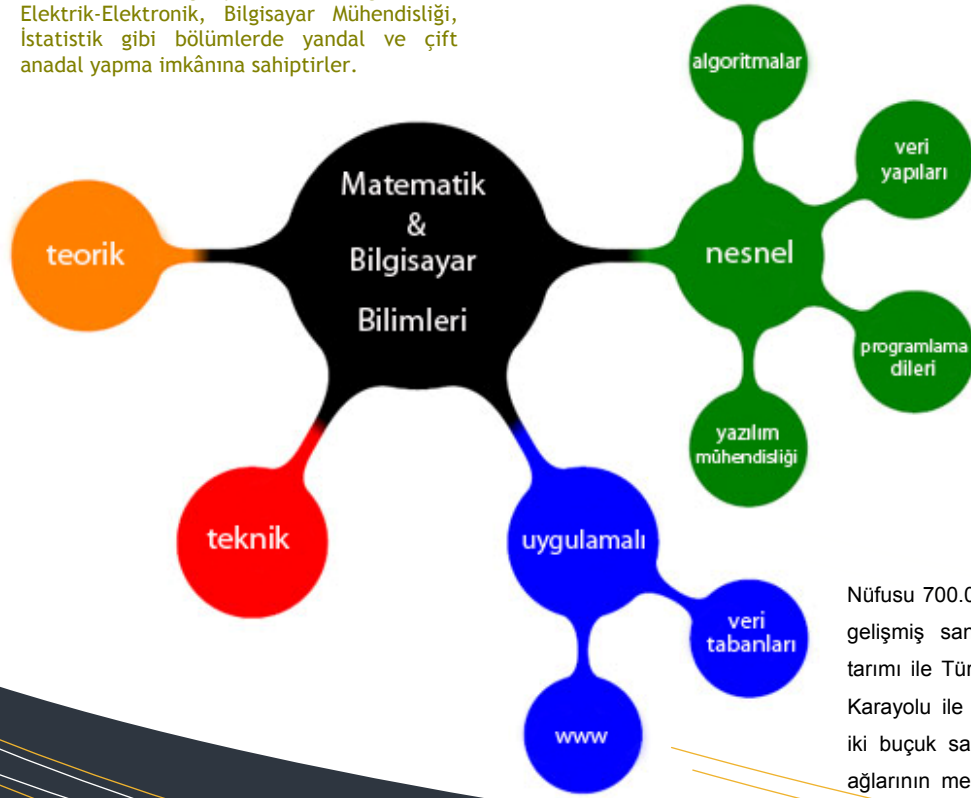 Elektrik-Elektronik, Bilgisayar Mühendisliği,
İstatistik gibi bölümlerde yandal ve çift
anadal yapma imkânına sahiptirler.
algoritmalar
veri
yapıları
Matematik
&
Bilgisayar
Bilimleri
teorik
nesnel
programlama
dileri
yazılım
mühendisliği
teknik
uygulamalı
veri
tabanları
www
Nüfusu 700.0
gelişmiş san
tarımı ile Tür
Karayolu ile
iki buçuk sa
ağlarının me